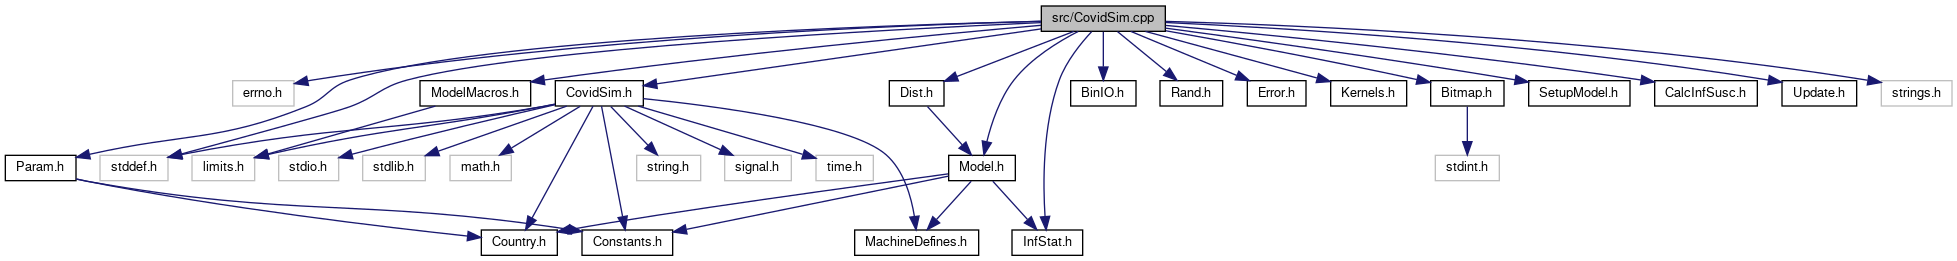 src/CovidSim.cpp
errno.h
ModelMacros.h
CovidSim.h
Dist.h
BinIO.h
Rand.h
Error.h
Kernels.h
Bitmap.h
SetupModel.h
CalcInfSusc.h
Update.h
strings.h
Param.h
stddef.h
limits.h
stdio.h
stdlib.h
math.h
string.h
signal.h
time.h
Model.h
stdint.h
Country.h
Constants.h
MachineDefines.h
InfStat.h